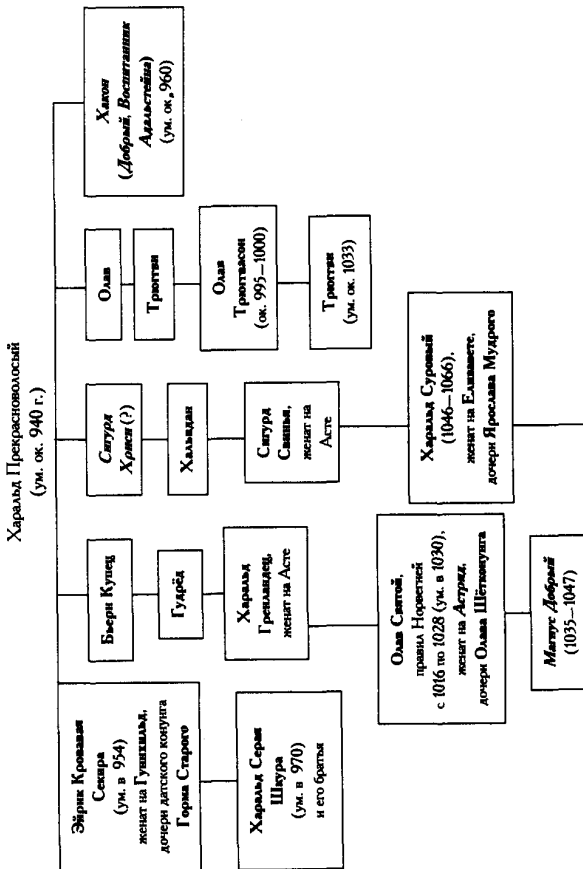 Харальд Прекрасноволосый
(ум. ок. 940 г.)
Эйрик Кровавая
Секира
(ум. в 954)
женат на Гуннхильд,
дочери датского конунга
Горма Старого
Харальд Серая
Шкура
(ум. в 970)
и его братья
Бьерн Купец
Гудрёд
Харальд
Гренландец,
женат на Асте
Олав Святой,
правил Норвегией
с 1016 по 1028 (ум. в 1030),
женат на Астрид,
дочери Олава Шётконунга
Магнус Добрый
(1035—1047)
Сигурд
Хриси (?)
Хальвдан
Сигурд
Свинья,
женат на
Асте
Харальд Суровый
(1046—1066),
женат на Елизавете,
дочери Ярослава Мудрого
Олав
Трюггви
Олав
Трюггвасон
(ок. 995—1000)
Трюггви
(ум. ок. 1033)
Хакон
(Добрый, Воспитанник
Адальстейна)
(ум. ок. 960)